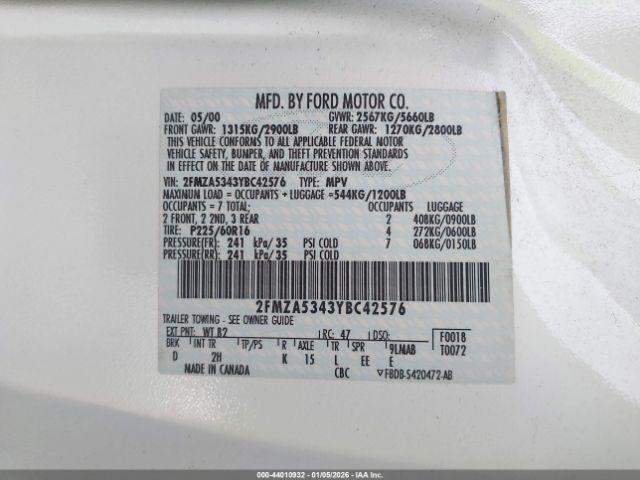 MFD. BY FORD MOTOR CO.
DATE: 05/00 GVWR: 2567KG/5660LB
FRONT GAWR: 1315KG/2900LB REAR GAWR: 1270KG/2800LB
THIS VEHICLE CONFORMS TO ALL APPLICABLE FEDERAL MOTOR
VEHICLE SAFETY, BUMPER, AND THEFT PREVENTION STANDARDS
IN EFFECT ON THE DATE OF MANUFACTURE SHOWN ABOVE.
VIN: 2FMZA5343YBC42576 TYPE: MPV
MAXIMUM LOAD = OCCUPANTS + LUGGAGE =544KG/1200LB
OCCUPANTS = 7 TOTAL: OCCUPANTS LUGGAGE
2 FRONT, 2 2ND, 3 REAR 2 408KG/0900LB
TIRE: P225/60R16 4 272KG/0600LB
PRESSURE(FR): 241 kPa/35 PSI COLD 7 068KG/0150LB
PRESSURE(RR): 241 kPa/35 PSI COLD
2FMZA5343YBC42576
TRAILER TOWING - SEE OWNER GUIDE
EXT PNT: WT B2 RC: 47 DSO: F0018
BRK INT TR TP/PS R AXLE TR SPR 9LMAB T0072
D 2H K 15 L EE E
MADE IN CANADA CBC F8DB-5420472-AB
000-44010932 - 01/05/2026 - IAAI.COM/FEES